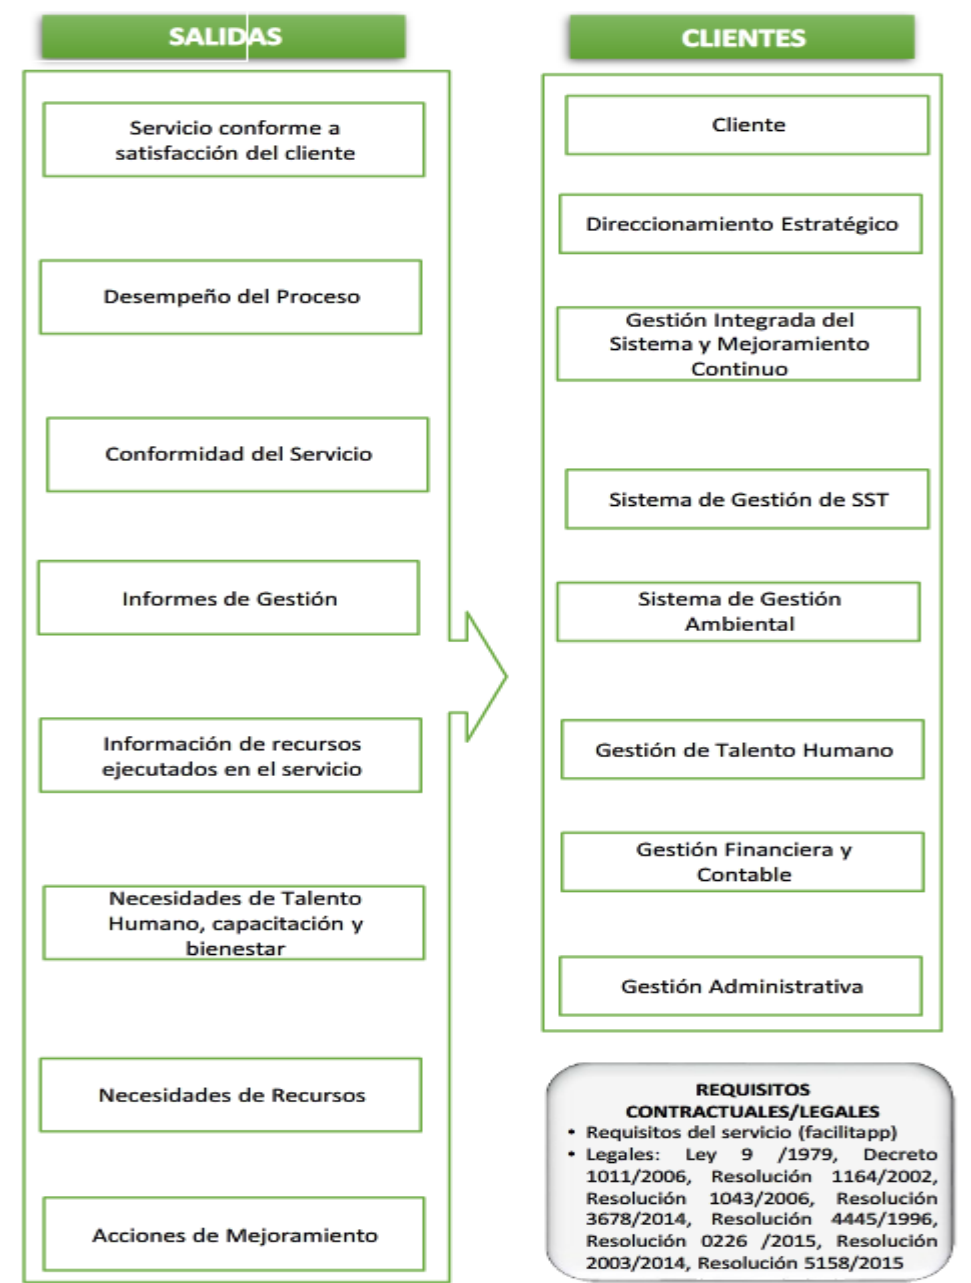 SALIDAS
Servicio conforme a
satisfacción del cliente
Desempeño del Proceso
Conformidad del Servicio
Informes de Gestión
Información de recursos
ejecutados en el servicio
Necesidades de Talento
Humano, capacitación y
bienestar
Necesidades de Recursos
Acciones de Mejoramiento
CLIENTES
Cliente
Direccionamiento Estratégico
Gestión Integrada del
Sistema y Mejoramiento
Continuo
Sistema de Gestión de SST
Sistema de Gestión
Ambiental
Gestión de Talento Humano
Gestión Financiera y
Contable
Gestión Administrativa
REQUISITOS
CONTRACTUALES/LEGALES
• Requisitos del servicio (facilitapp)
• Legales: Ley 9 /1979, Decreto
1011/2006, Resolución 1164/2002,
Resolución 1043/2006, Resolución
3678/2014, Resolución 4445/1996,
Resolución 0226 /2015, Resolución
2003/2014, Resolución 5158/2015